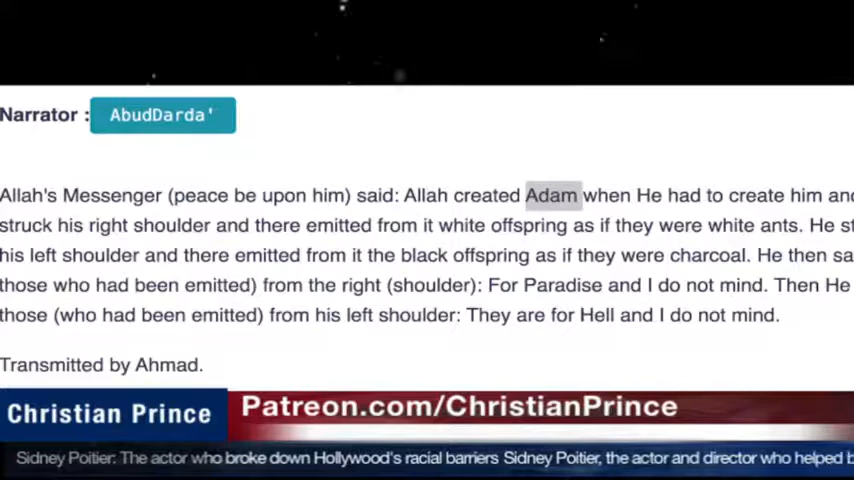 Narrator : AbudDarda'
Allah's Messenger (peace be upon him) said: Allah created Adam when He had to create him and
struck his right shoulder and there emitted from it white offspring as if they were white ants. He st
his left shoulder and there emitted from it the black offspring as if they were charcoal. He then sa
those who had been emitted) from the right (shoulder): For Paradise and I do not mind. Then He
those (who had been emitted) from his left shoulder: They are for Hell and I do not mind.
Transmitted by Ahmad.
Christian Prince
Patreon.com/ChristianPrince
Sidney Poitier: The actor who broke down Hollywood's racial barriers Sidney Poitier, the actor and director who helped b